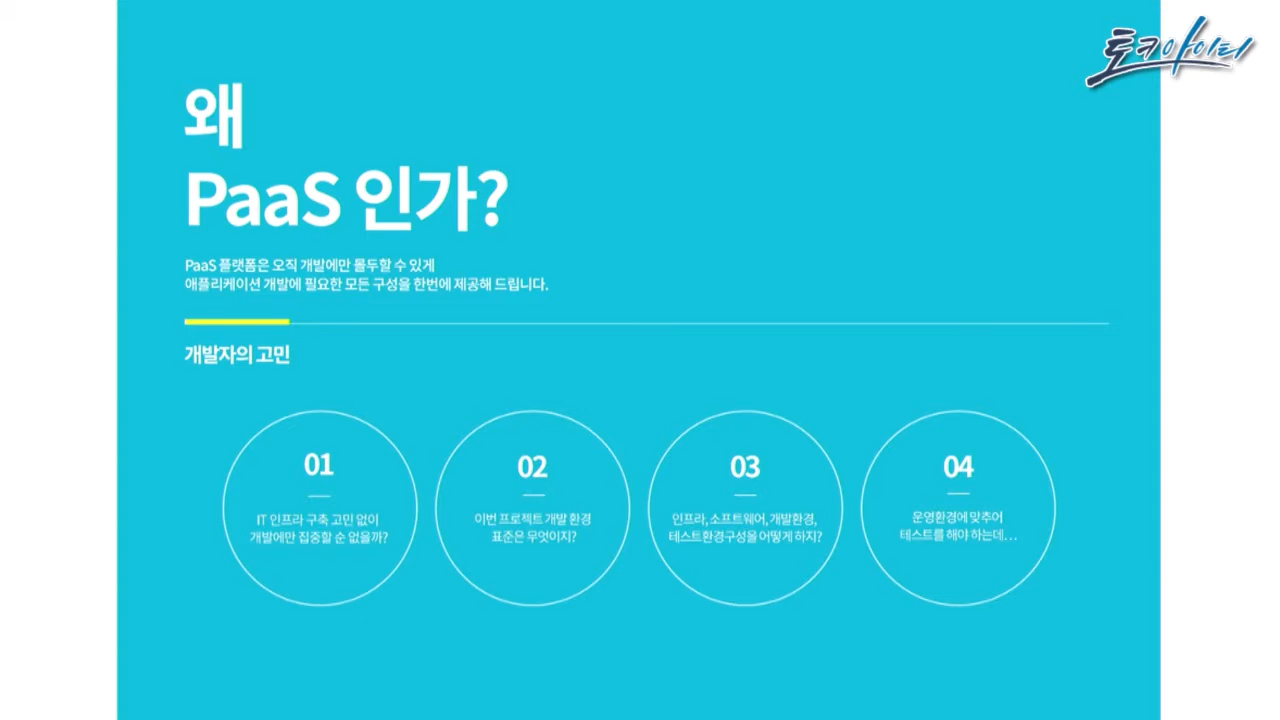 토크아이티
왜
PaaS 인가?
PaaS 플랫폼은 오직 개발에만 몰두할 수 있게
애플리케이션 개발에 필요한 모든 구성을 한번에 제공해 드립니다.
개발자의 고민
01
IT 인프라 구축 고민 없이
개발에만 집중할 순 없을까?
02
이번 프로젝트 개발 환경
표준은 무엇이지?
03
인프라, 소프트웨어, 개발환경,
테스트환경구성을 어떻게 하지?
04
운영환경에 맞추어
테스트를 해야 하는데...